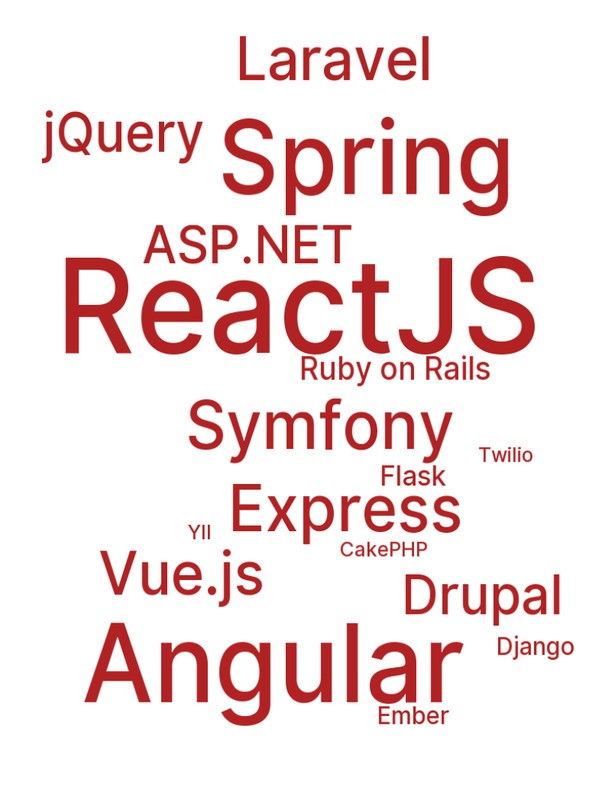 Laravel
jQuery
Spring
ASP.NET
ReactJS
Ruby on Rails
Symfony
Twilio
Flask
Express
YII
CakePHP
Vue.js
Drupal
Django
Angular
Ember